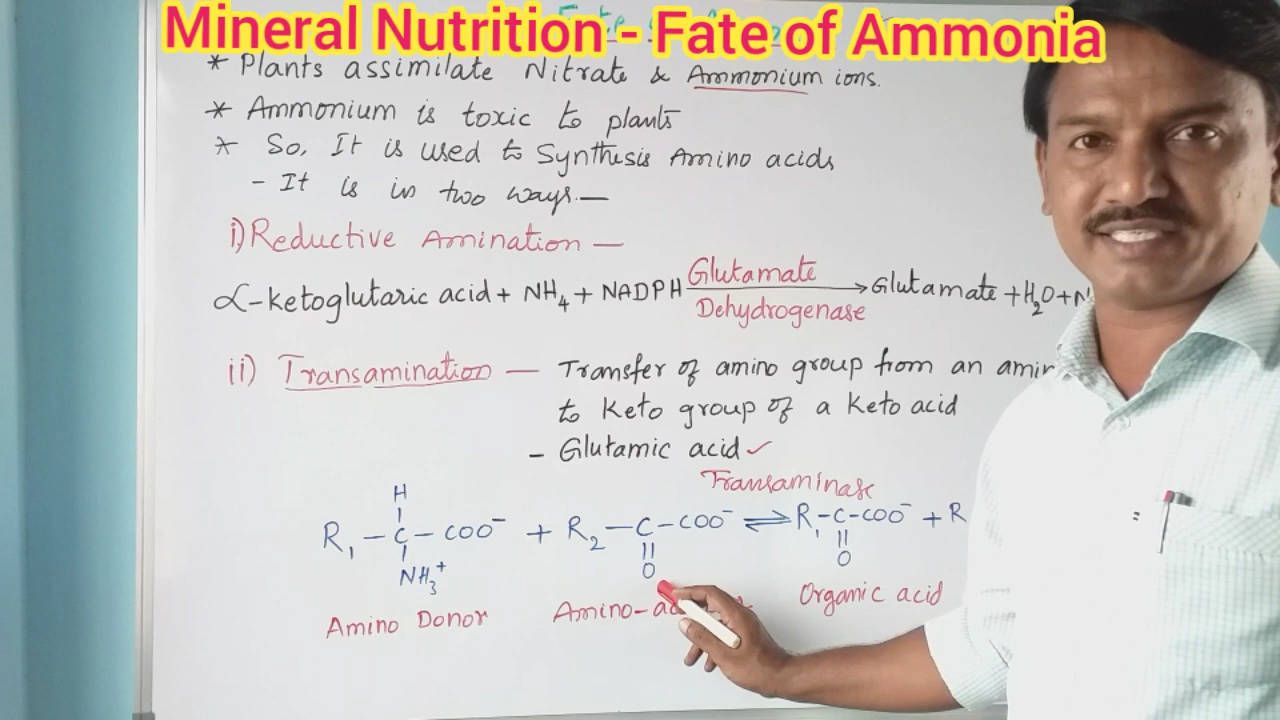 Mineral Nutrition - Fate of Ammonia
* Plants assimilate Nitrate & Ammonium ions.
* Ammonium is toxic to plants
* So, It is used to Synthesis Amino acids
- It is in two ways.—
i) Reductive Amination —
α-ketoglutaric acid + NH4 + NADPH Glutamate Dehydrogenase → Glutamate + H2O + N
ii) Transamination — Transfer of amino group from an amin
to Keto group of a Keto acid
- Glutamic acid ✓
Transaminase
H
R1 – C – COO⁻ + R2 – C – COO⁻ ⇌ R1 – C – COO⁻ + R
NH3⁺ O O
Amino Donor Amino- Organic acid